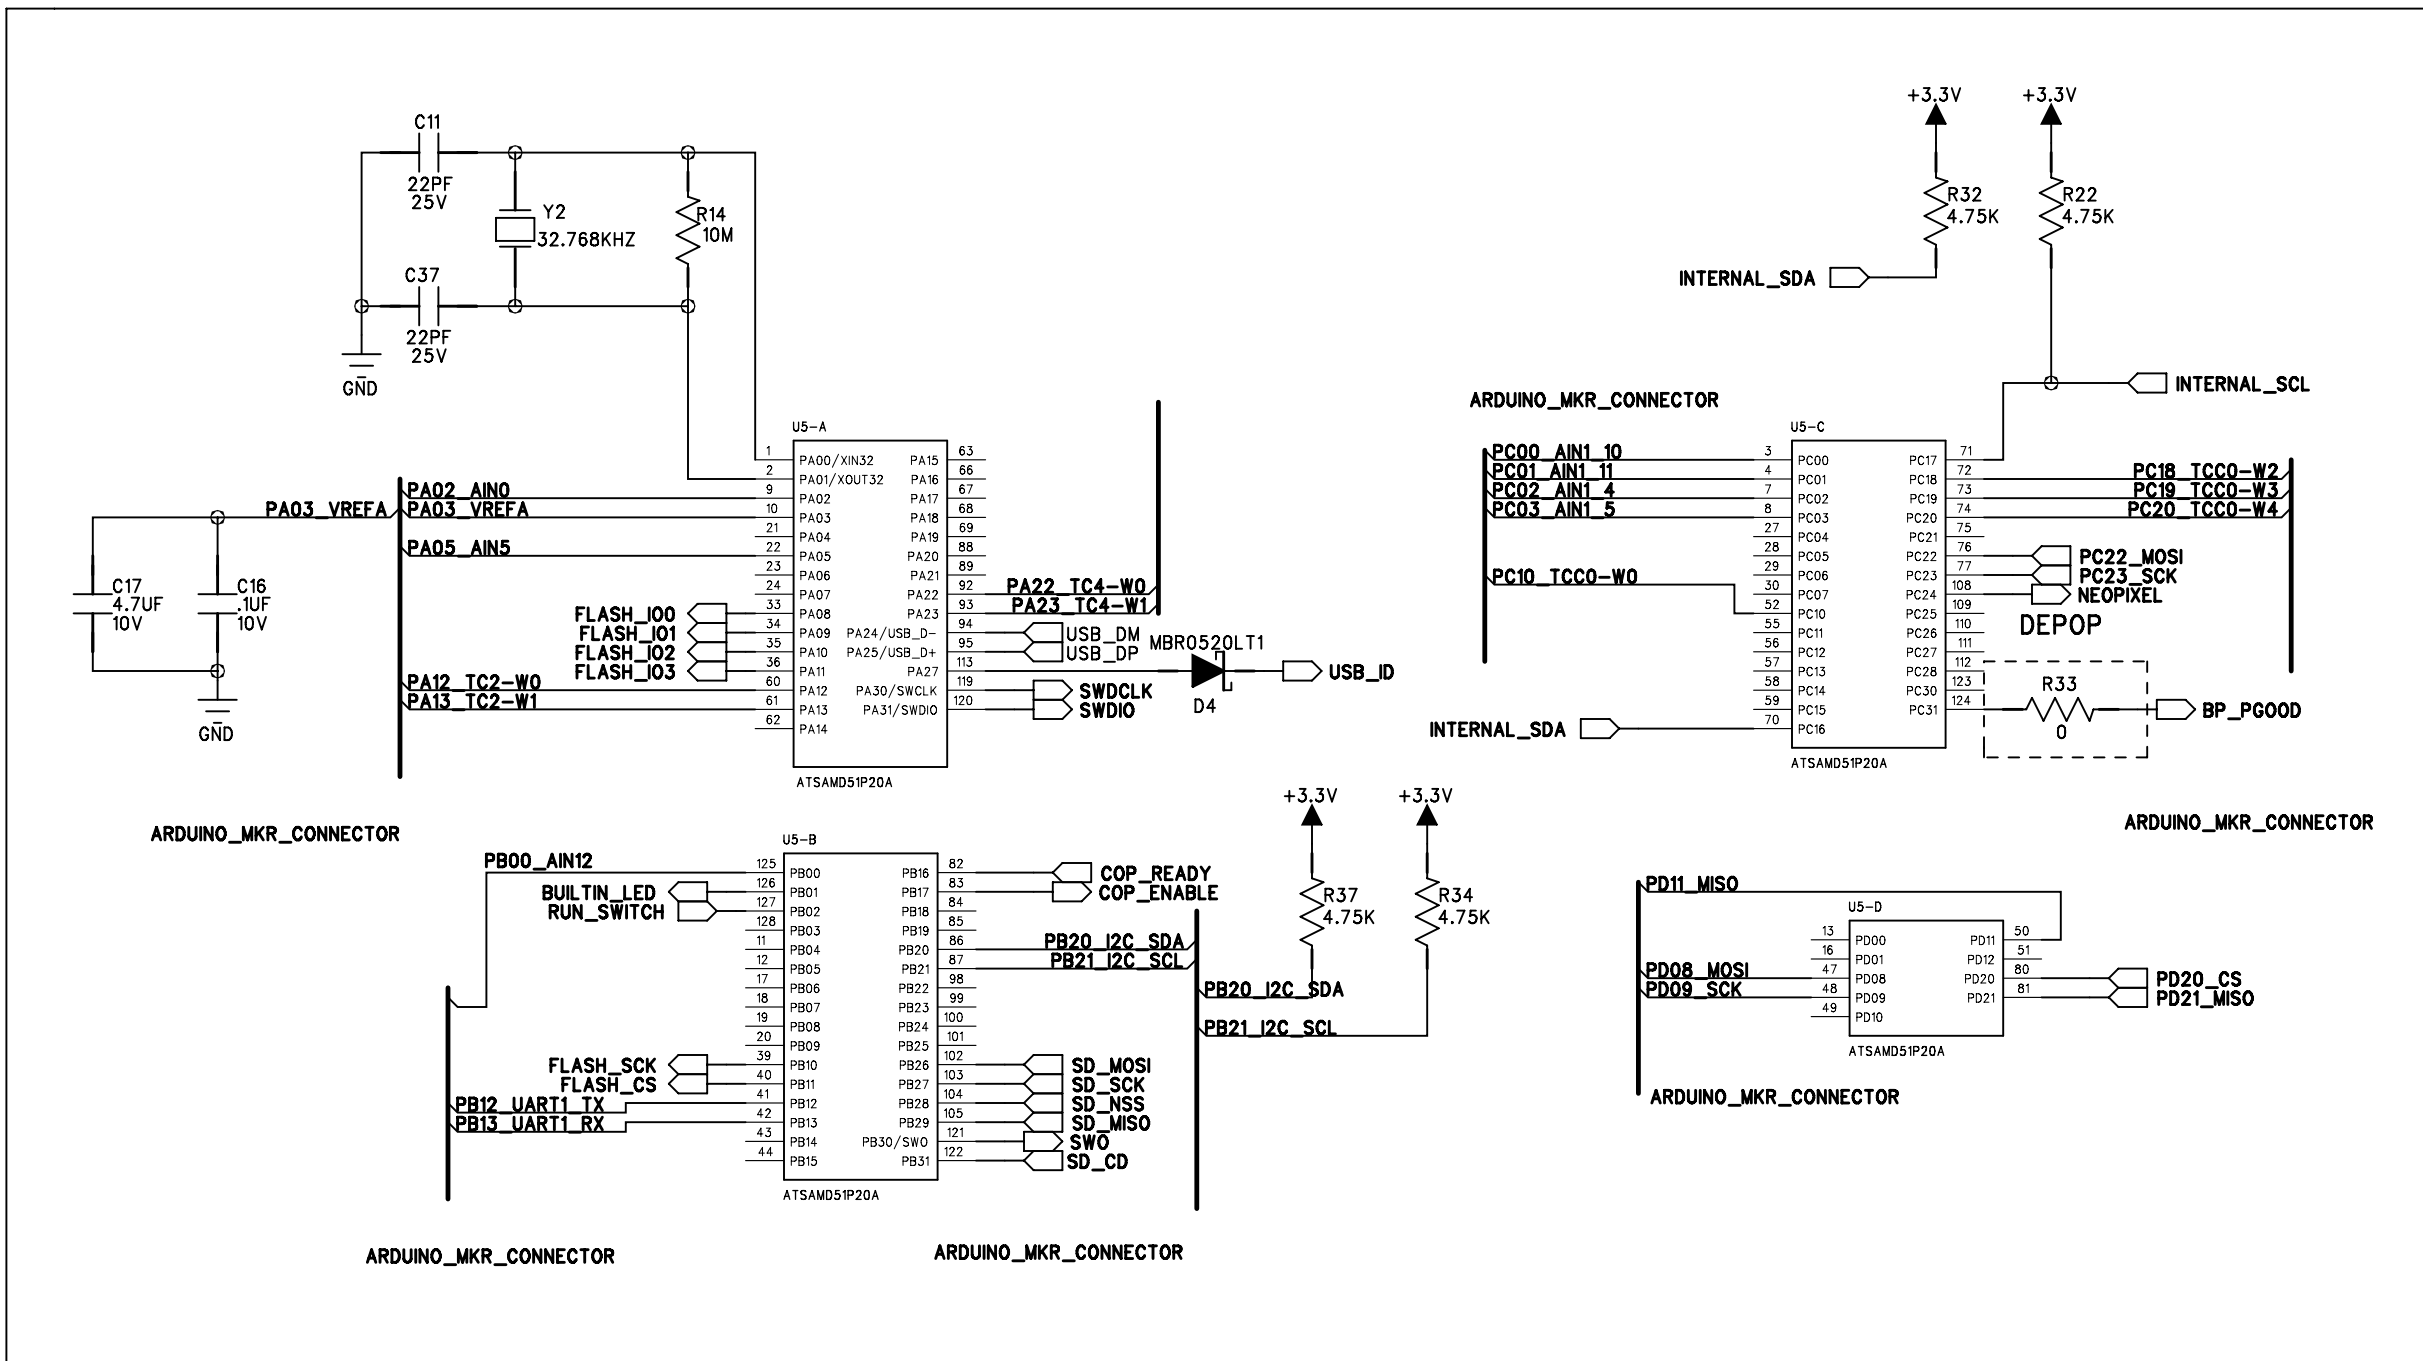 C11
22PF
25V
Y2
32.768KHZ
R14
10M
C37
22PF
25V
GND
+3.3V
+3.3V
R32
4.75K
R22
4.75K
INTERNAL_SDA
INTERNAL_SCL
U5-A
1 PA00/XIN32 PA15 63
2 PA01/XOUT32 PA16 66
PA02_AIN0 9 PA02 PA17 67
PA03_VREFA PA03_VREFA 10 PA03 PA18 68
21 PA04 PA19 69
PA05_AIN5 22 PA05 PA20 88
23 PA06 PA21 89
24 PA07 PA22 92 PA22_TC4-W0
FLASH_IO0 33 PA08 PA23 93 PA23_TC4-W1
FLASH_IO1 34 PA09 PA24/USB_D- 94 USB_DM
FLASH_IO2 35 PA10 PA25/USB_D+ 95 USB_DP
FLASH_IO3 36 PA11 PA27 113 USB_ID
PA12_TC2-W0 60 PA12 PA30/SWCLK 119 SWDCLK
PA13_TC2-W1 61 PA13 PA31/SWDIO 120 SWDIO
62 PA14
ATSAMD51P20A
MBR0520LT1
D4
C17
4.7UF
10V
C16
.1UF
10V
GND
ARDUINO_MKR_CONNECTOR
ARDUINO_MKR_CONNECTOR
U5-C
PC00_AIN1_10 3 PC00 PC17 71
PC01_AIN1_11 4 PC01 PC18 72 PC18_TCC0-W2
PC02_AIN1_4 7 PC02 PC19 73 PC19_TCC0-W3
PC03_AIN1_5 8 PC03 PC20 74 PC20_TCC0-W4
27 PC04 PC21 75
28 PC05 PC22 76 PC22_MOSI
29 PC06 PC23 77 PC23_SCK
30 PC07 PC24 108 NEOPIXEL
PC10_TCC0-W0 52 PC10 PC25 109
55 PC11 PC26 110
56 PC12 PC27 111
57 PC13 PC28 112
58 PC14 PC30 123
59 PC15 PC31 124
INTERNAL_SDA 70 PC16
ATSAMD51P20A
DEPOP
R33
0
BP_PGOOD
ARDUINO_MKR_CONNECTOR
U5-B
PB00_AIN12 125 PB00 PB16 82 COP_READY
BUILTIN_LED 126 PB01 PB17 83 COP_ENABLE
RUN_SWITCH 127 PB02 PB18 84
128 PB03 PB19 85
11 PB04 PB20 86 PB20_I2C_SDA
12 PB05 PB21 87 PB21_I2C_SCL
17 PB06 PB22 98
18 PB07 PB23 99
19 PB08 PB24 100
20 PB09 PB25 101
FLASH_SCK 39 PB10 PB26 102 SD_MOSI
FLASH_CS 40 PB11 PB27 103 SD_SCK
PB12_UART1_TX 41 PB12 PB28 104 SD_NSS
PB13_UART1_RX 42 PB13 PB29 105 SD_MISO
43 PB14 PB30/SWO 121 SWO
44 PB15 PB31 122 SD_CD
ATSAMD51P20A
+3.3V
+3.3V
R37
4.75K
R34
4.75K
PB20_I2C_SDA
PB21_I2C_SCL
ARDUINO_MKR_CONNECTOR
ARDUINO_MKR_CONNECTOR
PD11_MISO
U5-D
13 PD00 PD11 50
16 PD01 PD12 51
PD08_MOSI 47 PD08 PD20 80 PD20_CS
PD09_SCK 48 PD09 PD21 81 PD21_MISO
49 PD10
ATSAMD51P20A
ARDUINO_MKR_CONNECTOR